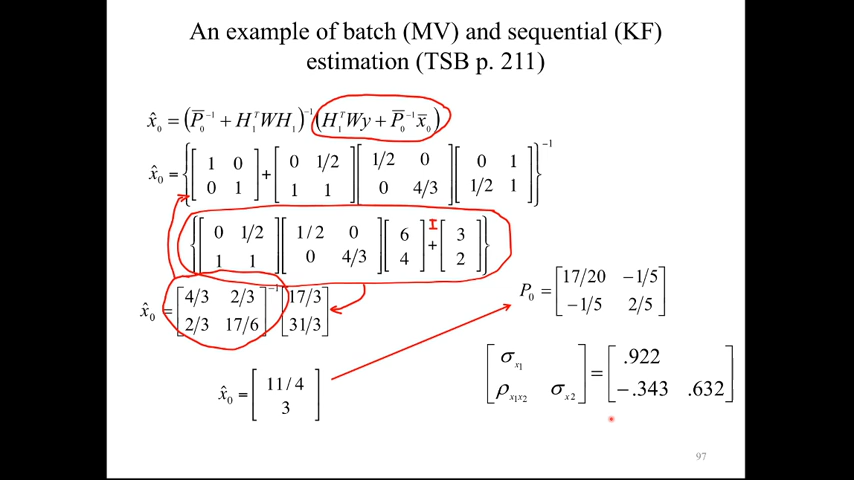 An example of batch (MV) and sequential (KF)
estimation (TSB p. 211)
x̂₀ = (P̄₀⁻¹ + H₁ᵀWH₁)⁻¹(H₁ᵀWy + P̄₀⁻¹x̄₀)
x̂₀ = {[1 0; 0 1] + [0 1/2; 1 1][1/2 0; 0 4/3][0 1; 1/2 1]}⁻¹
{[0 1/2; 1 1][1/2 0; 0 4/3][6; 4] I + [3; 2]}
x̂₀ = [4/3 2/3; 2/3 17/6]⁻¹[17/3; 31/3]
P₀ = [17/20 −1/5; −1/5 2/5]
x̂₀ = [11/4; 3]
[σ_x₁; ρ_x₁x₂ σ_x2] = [.922; −.343 .632]
97